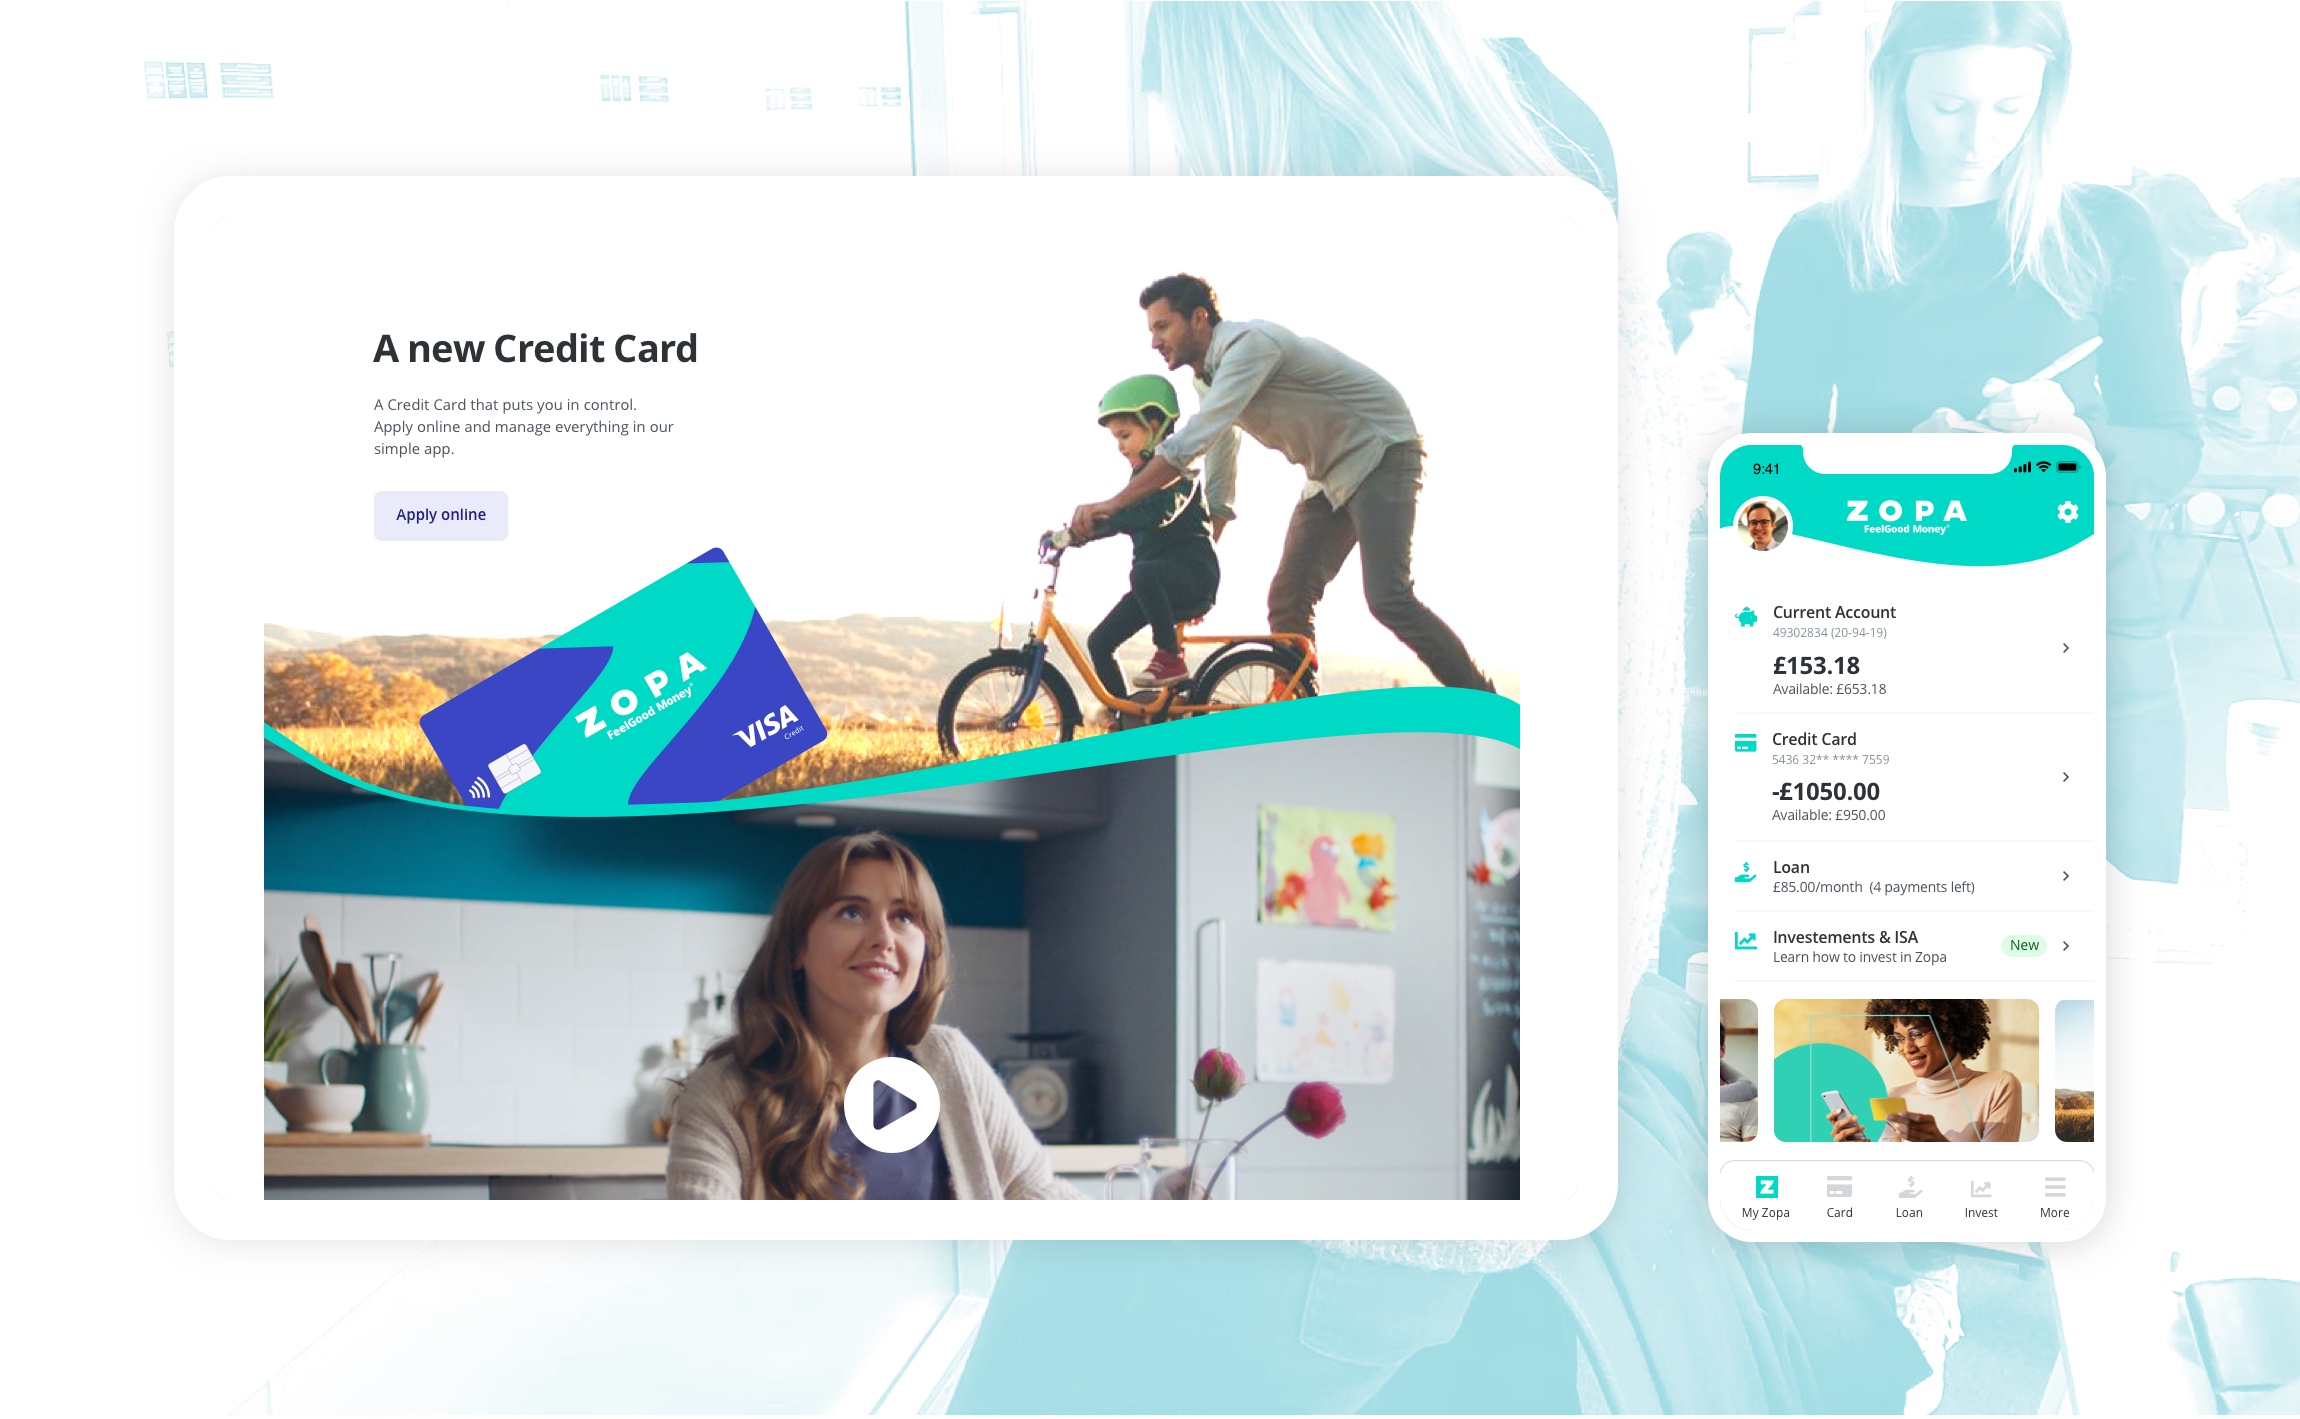 A new Credit Card
A Credit Card that puts you in control.
Apply online and manage everything in our
simple app.
Apply online
ZOPA
FeelGood Money®
VISA
Credit
9:41
ZOPA
FeelGood Money®
Current Account
49302834 (20-94-19)
£153.18
Available: £653.18
Credit Card
5436 32** **** 7559
-£1050.00
Available: £950.00
Loan
£85.00/month (4 payments left)
Investements & ISA
Learn how to invest in Zopa
New
Z
My Zopa
Card
Loan
Invest
More